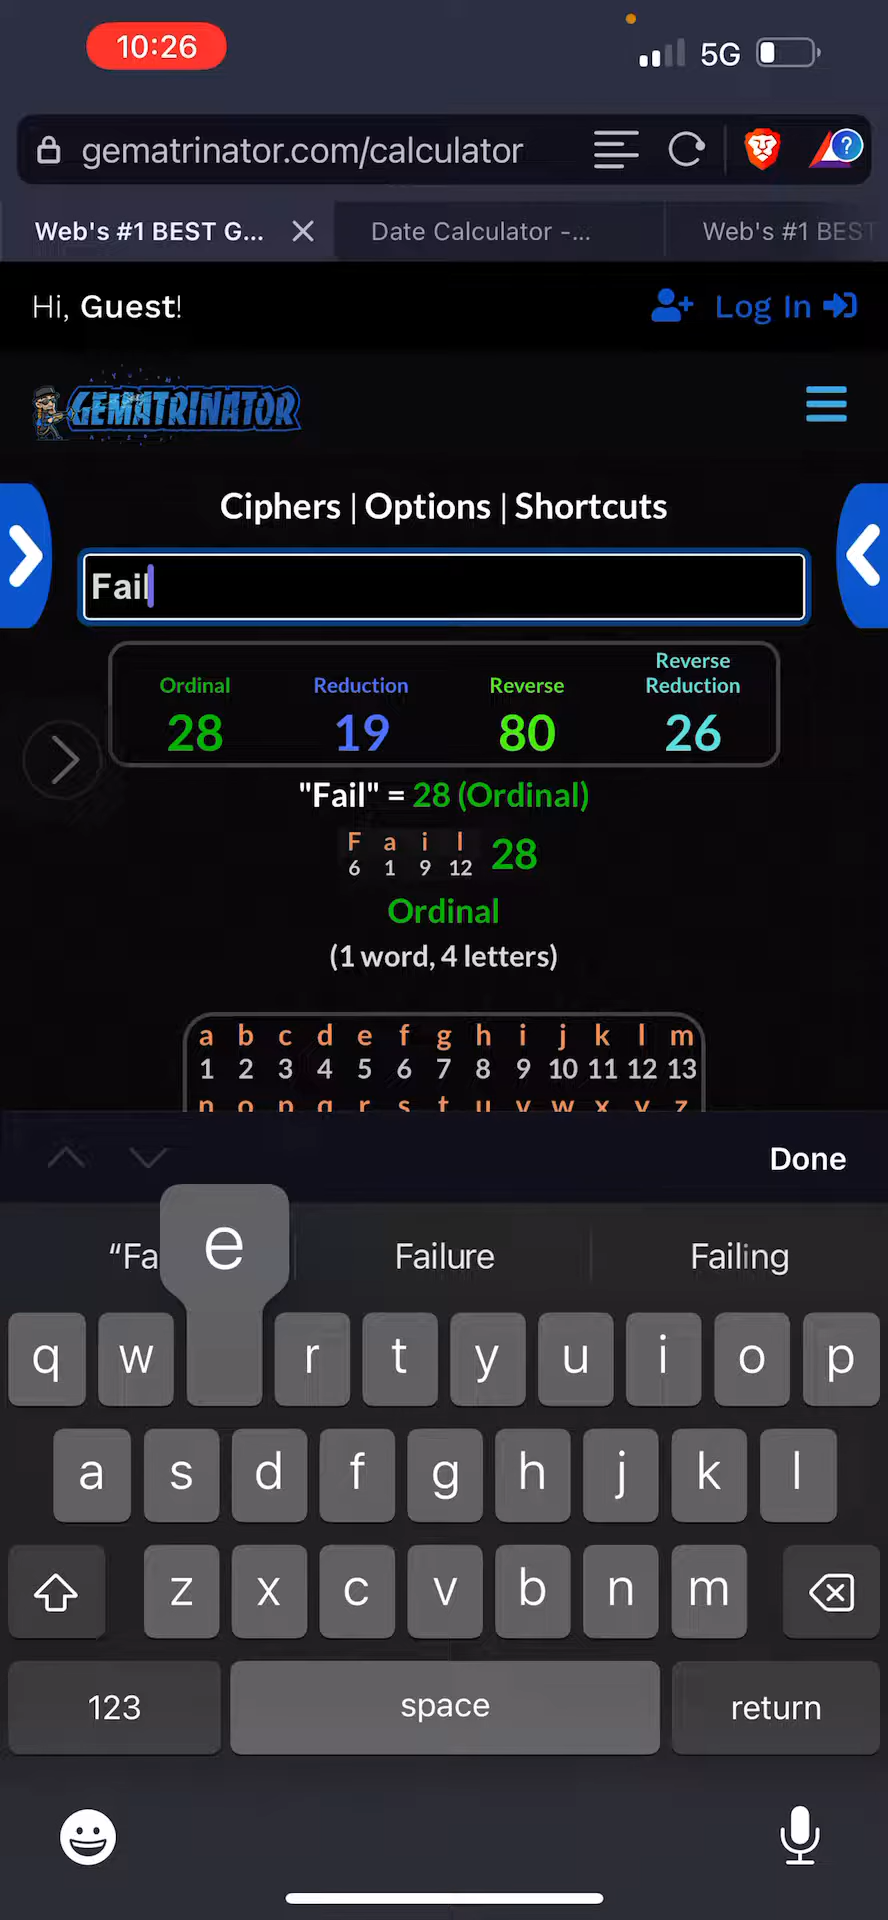 10:26
5G
gematrinator.com/calculator
?
Web's #1 BEST G...
Date Calculator -...
Web's #1 BEST
Hi, Guest!
Log In
GEMATRINATOR
Ciphers | Options | Shortcuts
Fail
Ordinal
Reduction
Reverse
Reverse Reduction
28
19
80
26
"Fail" = 28 (Ordinal)
F a i l
6 1 9 12 28
Ordinal
(1 word, 4 letters)
a b c d e f g h i j k l m
1 2 3 4 5 6 7 8 9 10 11 12 13
n o p q r s t u v w x y z
Done
“Fa
e
Failure
Failing
q w r t y u i o p
a s d f g h j k l
z x c v b n m
123
space
return